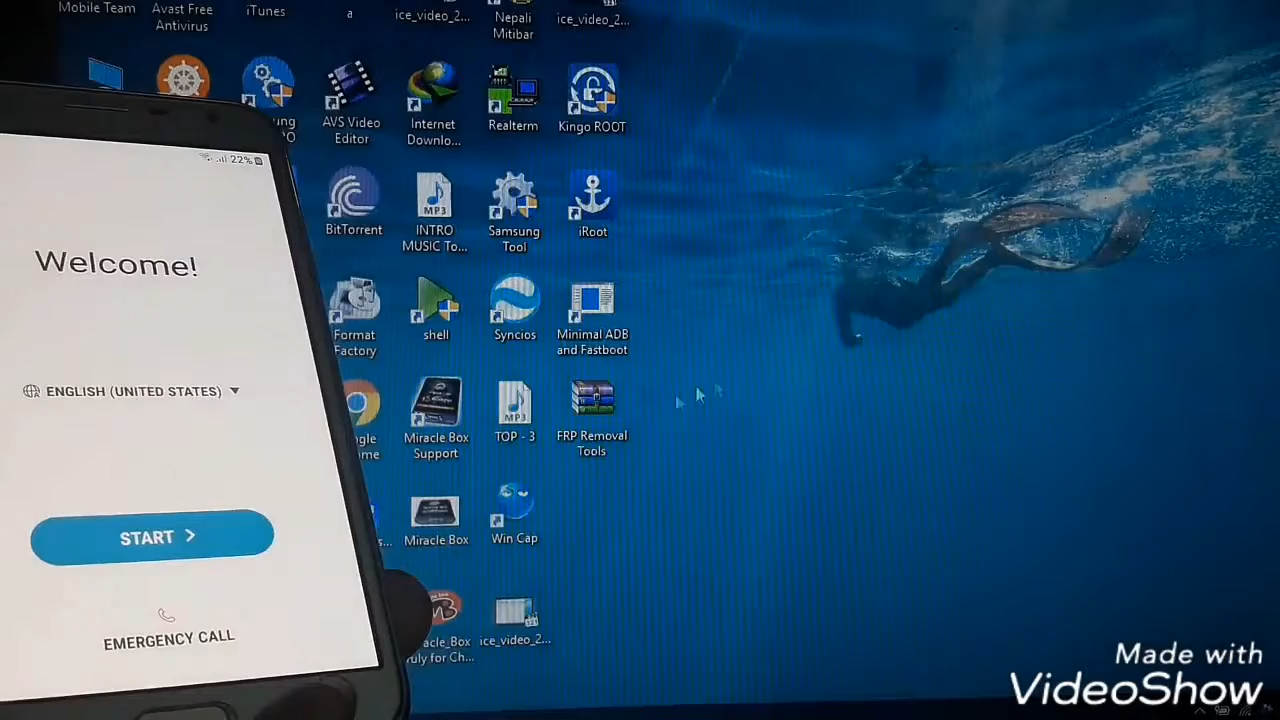 Mobile Team
Avast Free
Antivirus
iTunes
a
ice_video_2...
Nepali
Mitibar
ice_video_2...
AVS Video
Editor
Internet
Downlo...
Realterm
Kingo ROOT
BitTorrent
MP3
INTRO
MUSIC To...
Samsung
Tool
iRoot
Format
Factory
shell
Syncios
Minimal ADB
and Fastboot
Miracle Box
Support
MP3
TOP - 3
FRP Removal
Tools
Miracle Box
Win Cap
ice_video_2...
22%
Welcome!
ENGLISH (UNITED STATES)
START >
EMERGENCY CALL
Made with
VideoShow